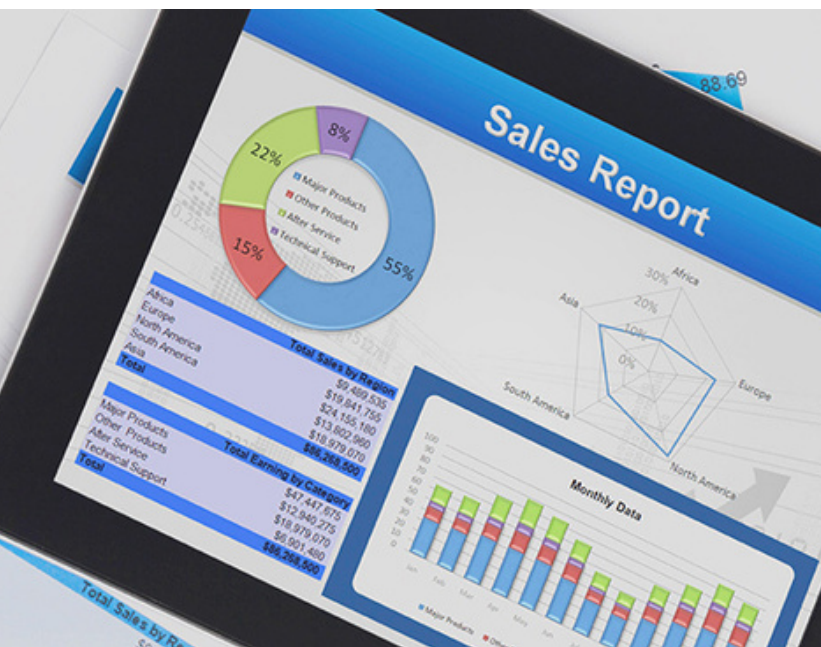 88.69
Sales Report
8%
22%
15%
55%
Major Products
Other Products
After Service
Technical Support
30%
20%
10%
0%
Africa
Asia
Europe
South America
North America
Total Sales by Region
Africa $9,489,535
Europe $19,841,755
North America $24,155,180
South America $13,802,960
Asia $18,979,070
Total $86,268,500
Total Earning by Category
Major Products $47,447,675
Other Products $12,940,275
After Service $18,979,070
Technical Support $6,901,480
Total $86,268,500
Monthly Data
100
90
80
70
60
50
40
30
20
10
0
Jan Feb Mar Apr May Jun Jul
Major Products
Total Sales by